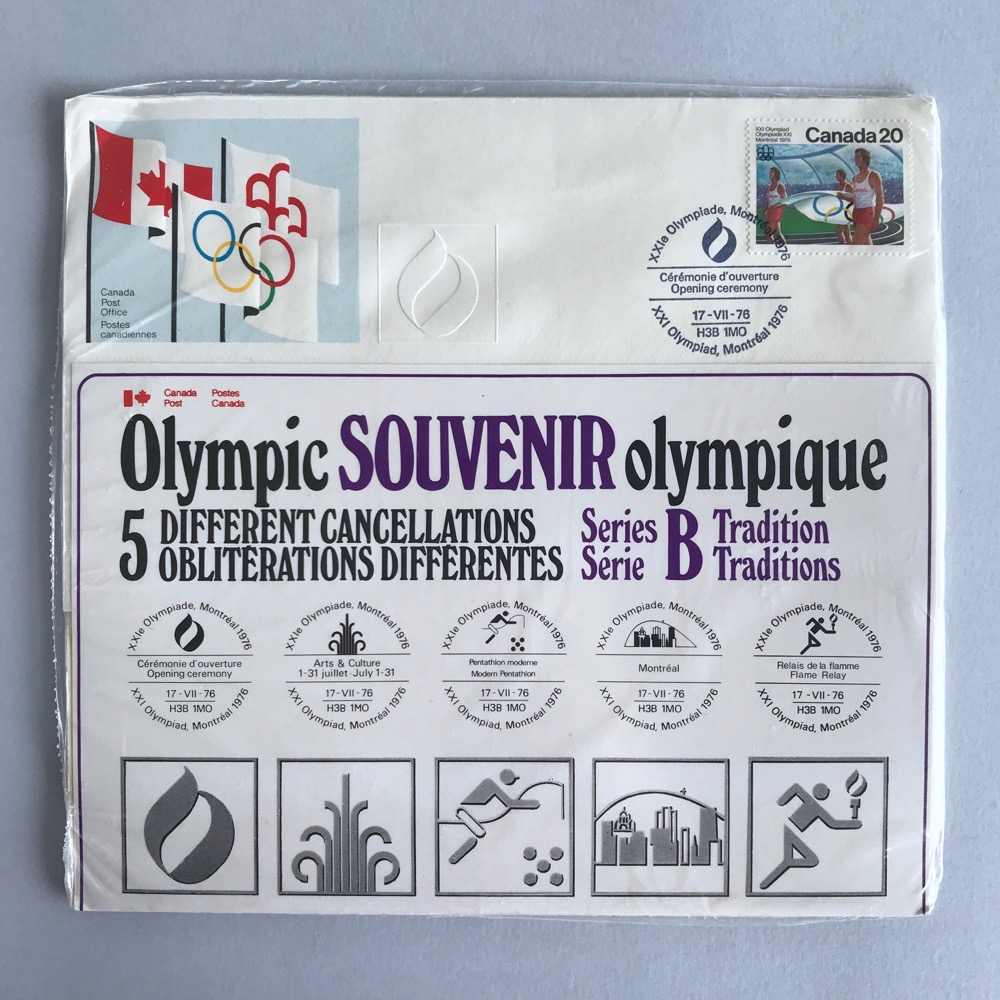 Canada
Post
Office
Postes
canadiennes
XXI Olympiad
Olympiade XXI
Montréal 1976
Canada 20
XXIe Olympiade, Montréal 1976
Cérémonie d'ouverture
Opening ceremony
17-VII-76
H3B 1MO
XXI Olympiad, Montréal 1976
Canada Post
Postes Canada
Olympic SOUVENIR olympique
5 DIFFERENT CANCELLATIONS
OBLITÉRATIONS DIFFÉRENTES
Series B Tradition
Série Traditions
XXIe Olympiade, Montréal 1976
Cérémonie d'ouverture
Opening ceremony
17-VII-76
H3B 1MO
XXI Olympiad, Montréal 1976
XXIe Olympiade, Montréal 1976
Arts & Culture
1-31 juillet-July 1-31
17-VII-76
H3B 1MO
XXI Olympiad, Montréal 1976
XXIe Olympiade, Montréal 1976
Pentathlon moderne
Modern Pentathlon
17-VII-76
H3B 1MO
XXI Olympiad, Montréal 1976
XXIe Olympiade, Montréal 1976
Montréal
17-VII-76
H3B 1MO
XXI Olympiad, Montréal 1976
XXIe Olympiade, Montréal 1976
Relais de la flamme
Flame Relay
17-VII-76
H3B 1MO
XXI Olympiad, Montréal 1976